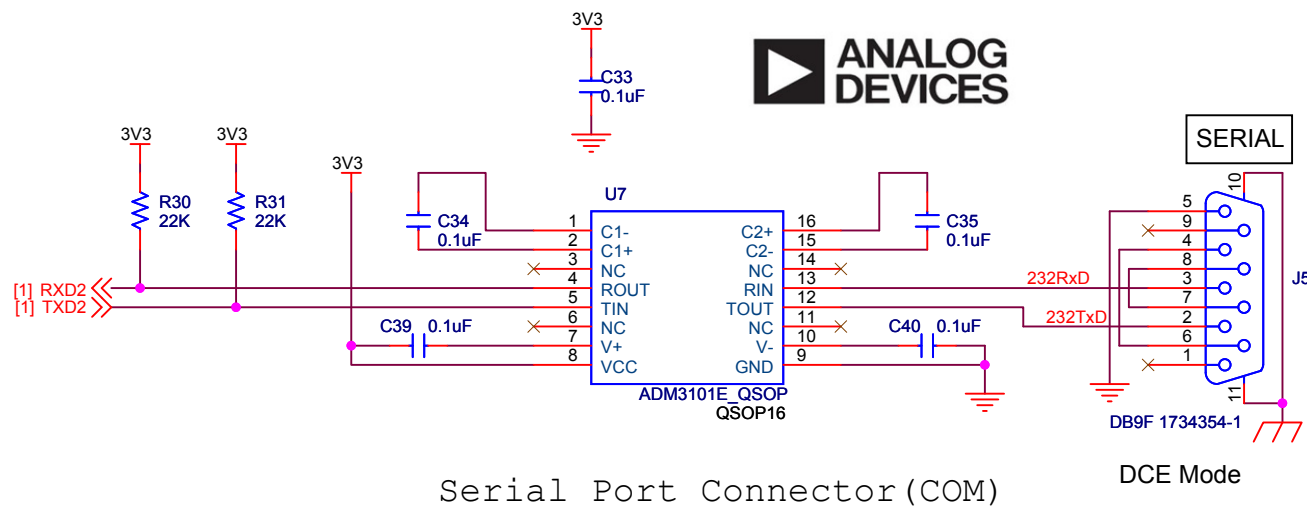 3V3
C33
0.1uF
ANALOG
DEVICES
SERIAL
3V3
3V3
3V3
R30
22K
R31
22K
C34
0.1uF
U7
1
2
3
4
5
6
7
8
C1-
C1+
NC
ROUT
TIN
NC
V+
VCC
C2+
C2-
NC
RIN
TOUT
NC
V-
GND
16
15
14
13
12
11
10
9
ADM3101E_QSOP
QSOP16
C35
0.1uF
C39 0.1uF
C40 0.1uF
[1] RXD2
[1] TXD2
232RxD
232TxD
10
5
9
4
8
3
7
2
6
1
11
J5
DB9F 1734354-1
DCE Mode
Serial Port Connector(COM)